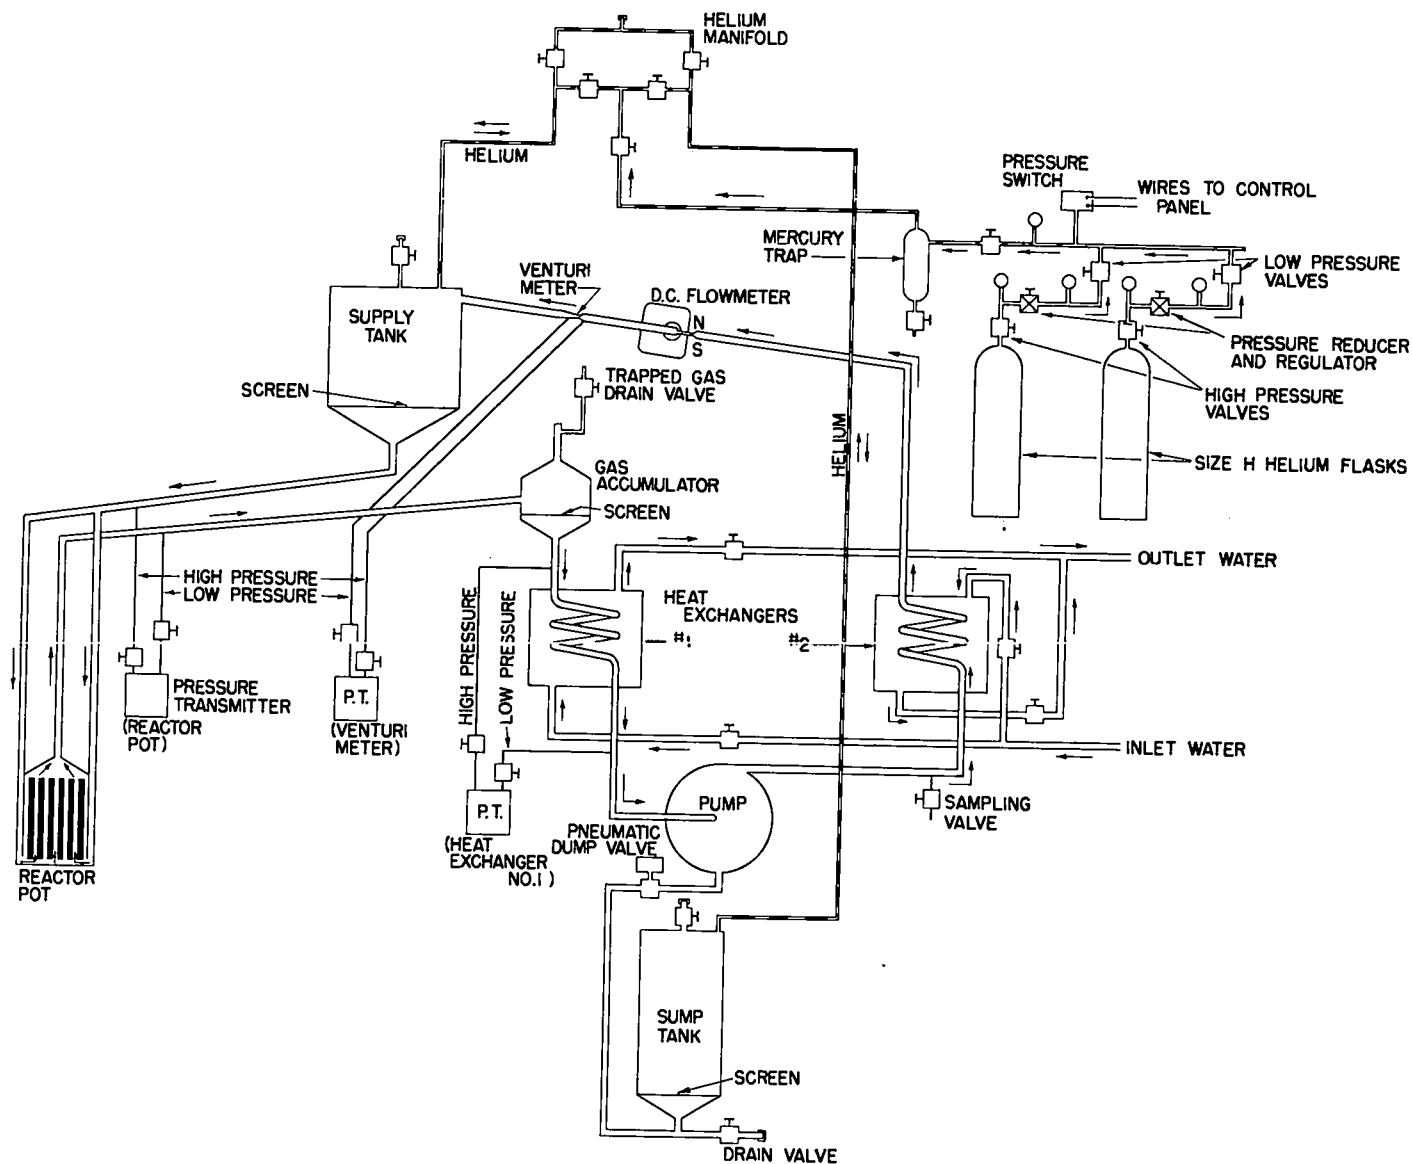 HELIUM
MANIFOLD
HELIUM
PRESSURE
SWITCH
WIRES TO CONTROL
PANEL
MERCURY
TRAP
LOW PRESSURE
VALVES
VENTURI
METER
D.C. FLOWMETER
N
S
SUPPLY
TANK
PRESSURE REDUCER
AND REGULATOR
TRAPPED GAS
DRAIN VALVE
SCREEN
HIGH PRESSURE
VALVES
HELIUM
GAS
ACCUMULATOR
SIZE H HELIUM FLASKS
SCREEN
OUTLET WATER
HIGH PRESSURE
LOW PRESSURE
HIGH PRESSURE
LOW PRESSURE
HEAT
EXCHANGERS
#1
#2
PRESSURE
TRANSMITTER
(REACTOR
POT)
P.T.
(VENTURI
METER)
INLET WATER
PUMP
SAMPLING
VALVE
P.T.
(HEAT
EXCHANGER
NO.1)
PNEUMATIC
DUMP VALVE
REACTOR
POT
SUMP
TANK
SCREEN
DRAIN VALVE